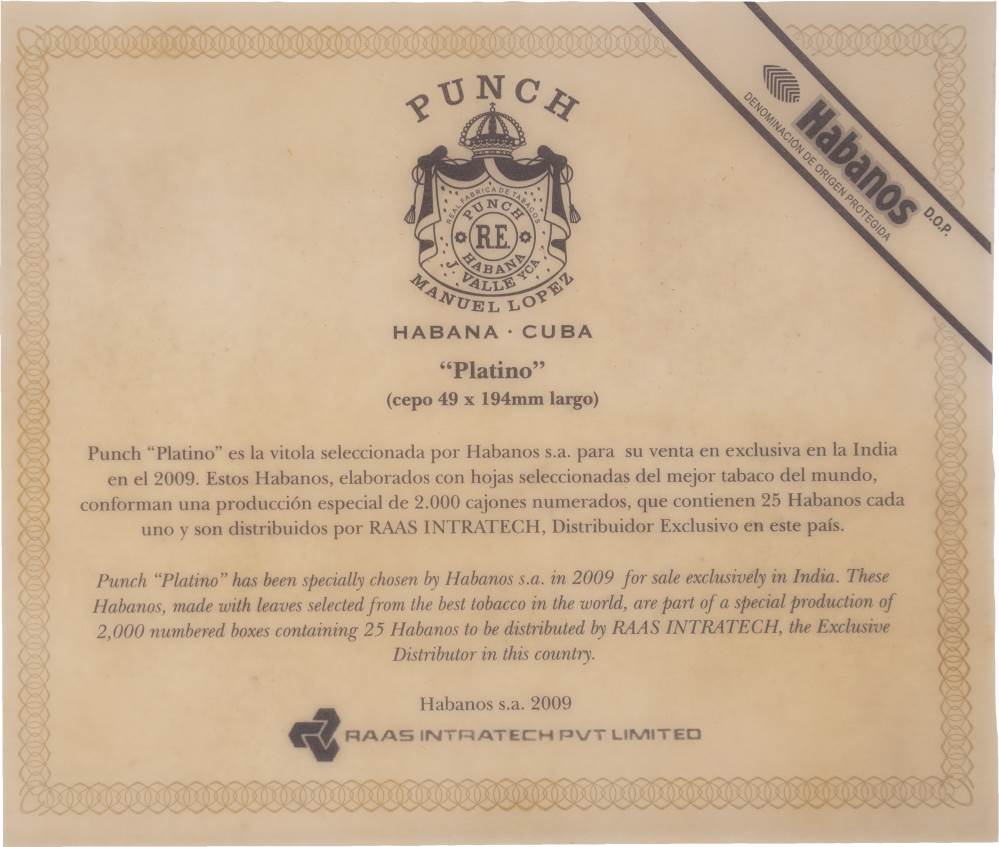 PUNCH
REAL FABRICA DE TABACOS
PUNCH
R.E.
HABANA
J. VALLE YCA
MANUEL LOPEZ
HABANA · CUBA
Habanos
DENOMINACIÓN DE ORIGEN PROTEGIDA
D.O.P.
“Platino”
(cepo 49 x 194mm largo)
Punch “Platino” es la vitola seleccionada por Habanos s.a. para su venta en exclusiva en la India
en el 2009. Estos Habanos, elaborados con hojas seleccionadas del mejor tabaco del mundo,
conforman una producción especial de 2.000 cajones numerados, que contienen 25 Habanos cada
uno y son distribuidos por RAAS INTRATECH, Distribuidor Exclusivo en este país.
Punch “Platino” has been specially chosen by Habanos s.a. in 2009 for sale exclusively in India. These
Habanos, made with leaves selected from the best tobacco in the world, are part of a special production of
2,000 numbered boxes containing 25 Habanos to be distributed by RAAS INTRATECH, the Exclusive
Distributor in this country.
Habanos s.a. 2009
RAAS INTRATECH PVT LIMITED